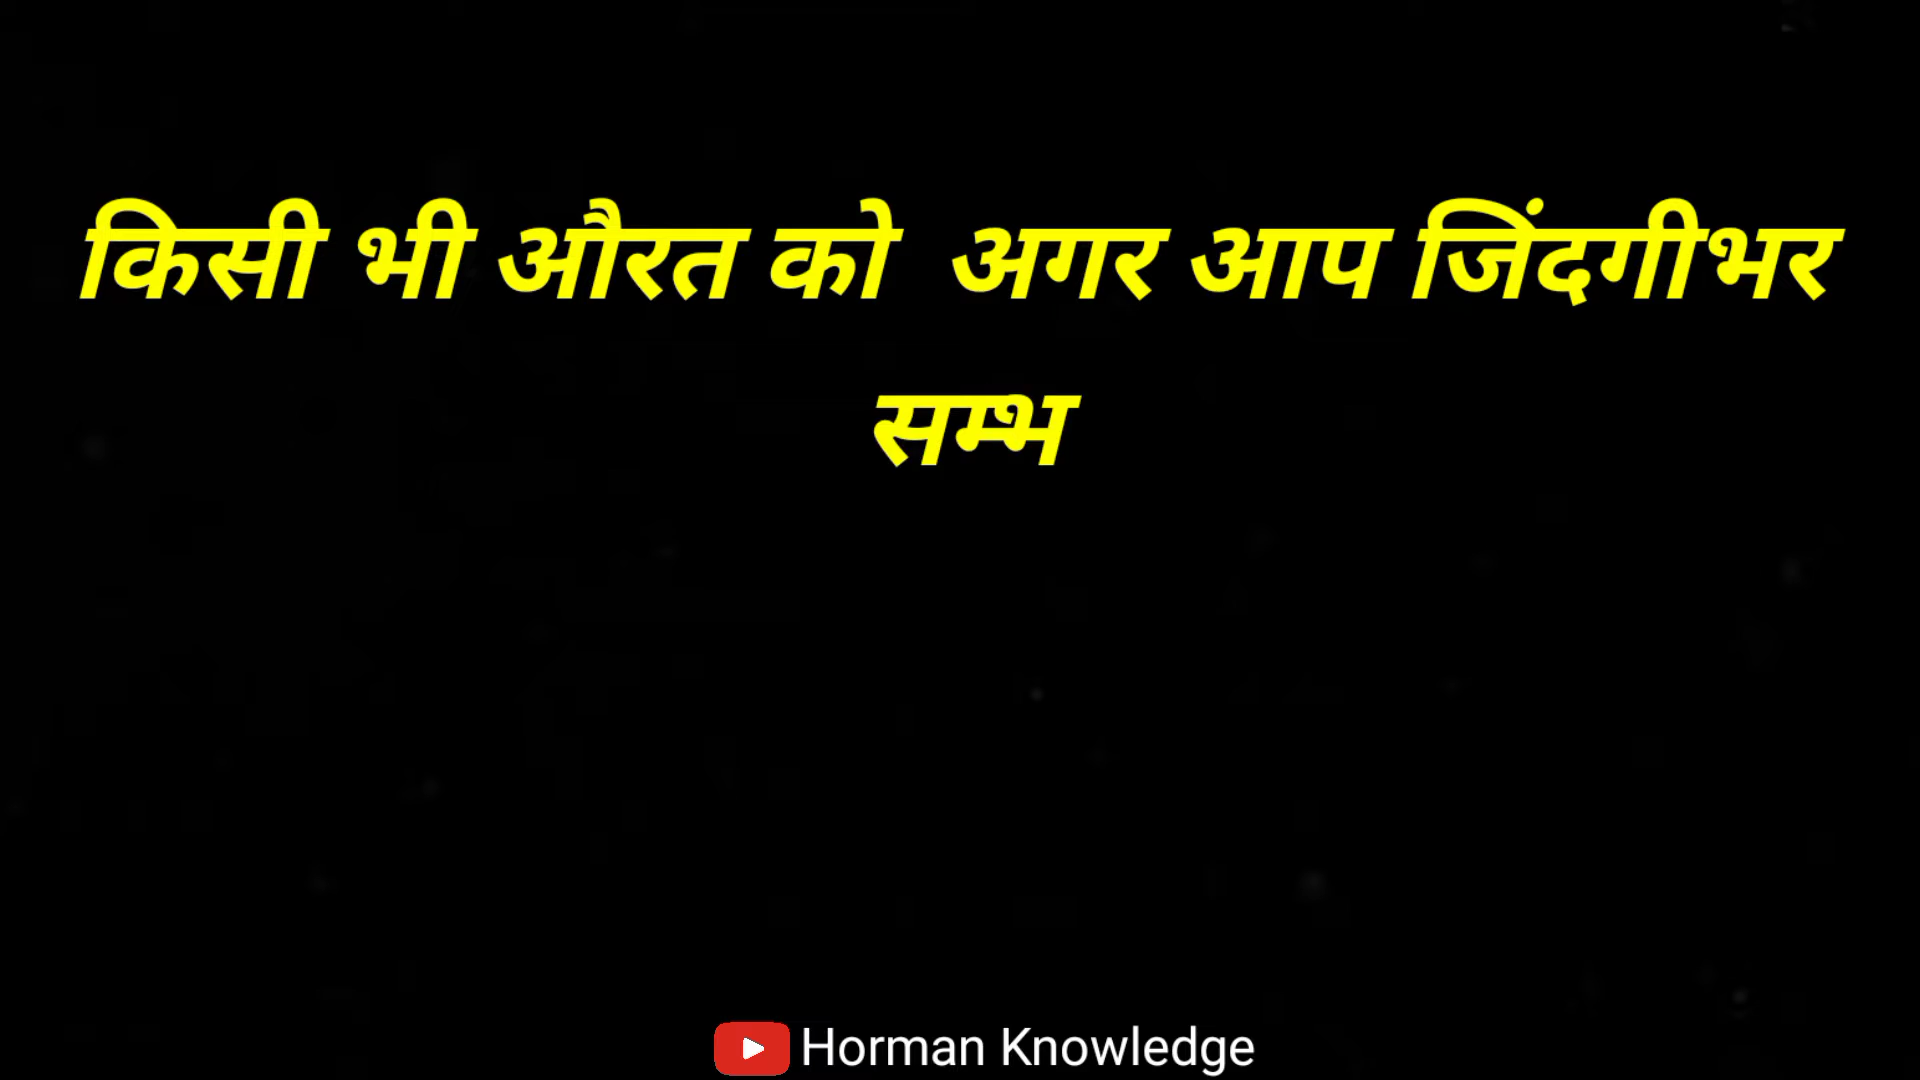 किसी भी औरत को अगर आप जिंदगीभर
सम्भ
Horman Knowledge